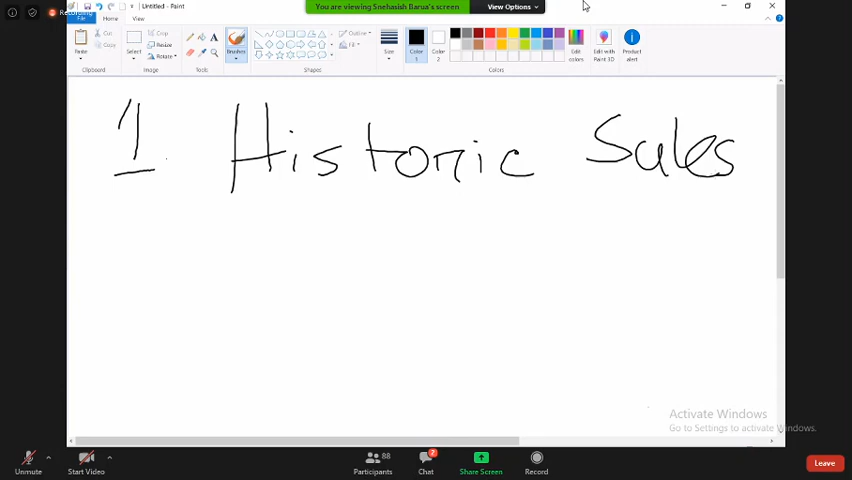 Recording
You are viewing Snehasish Barua's screen
View Options
Untitled - Paint
File
Home
View
Paste
Cut
Copy
Clipboard
Select
Crop
Resize
Rotate
Image
Tools
Brushes
Shapes
Outline
Fill
Size
Color 1
Color 2
Colors
Edit colors
Edit with Paint 3D
Product alert
1 Historic Sales
Activate Windows
Go to Settings to activate Windows.
Unmute
Start Video
Participants
88
Chat
Share Screen
Record
Leave